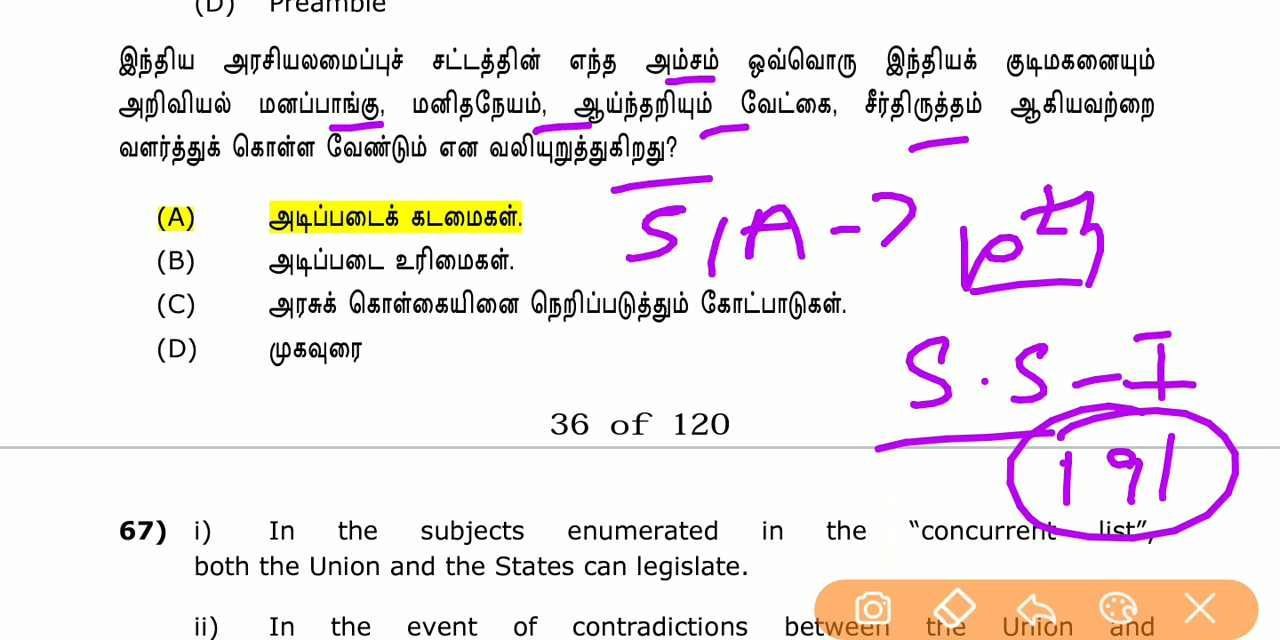 (D) Preamble
இந்திய அரசியலமைப்புச் சட்டத்தின் எந்த அம்சம் ஒவ்வொரு இந்தியக் குடிமகனையும்
அறிவியல் மனப்பாங்கு, மனிதநேயம், ஆய்ந்தறியும் வேட்கை, சீர்திருத்தம் ஆகியவற்றை
வளர்த்துக் கொள்ள வேண்டும் என வலியுறுத்துகிறது?
(A) அடிப்படைக் கடமைகள்.
(B) அடிப்படை உரிமைகள்.
(C) அரசுக் கொள்கையினை நெறிப்படுத்தும் கோட்பாடுகள்.
(D) முகவுரை
S.S - I
191
36 of 120
67) i) In the subjects enumerated in the “concurrent list”,
both the Union and the States can legislate.
ii) In the event of contradictions between the Union and